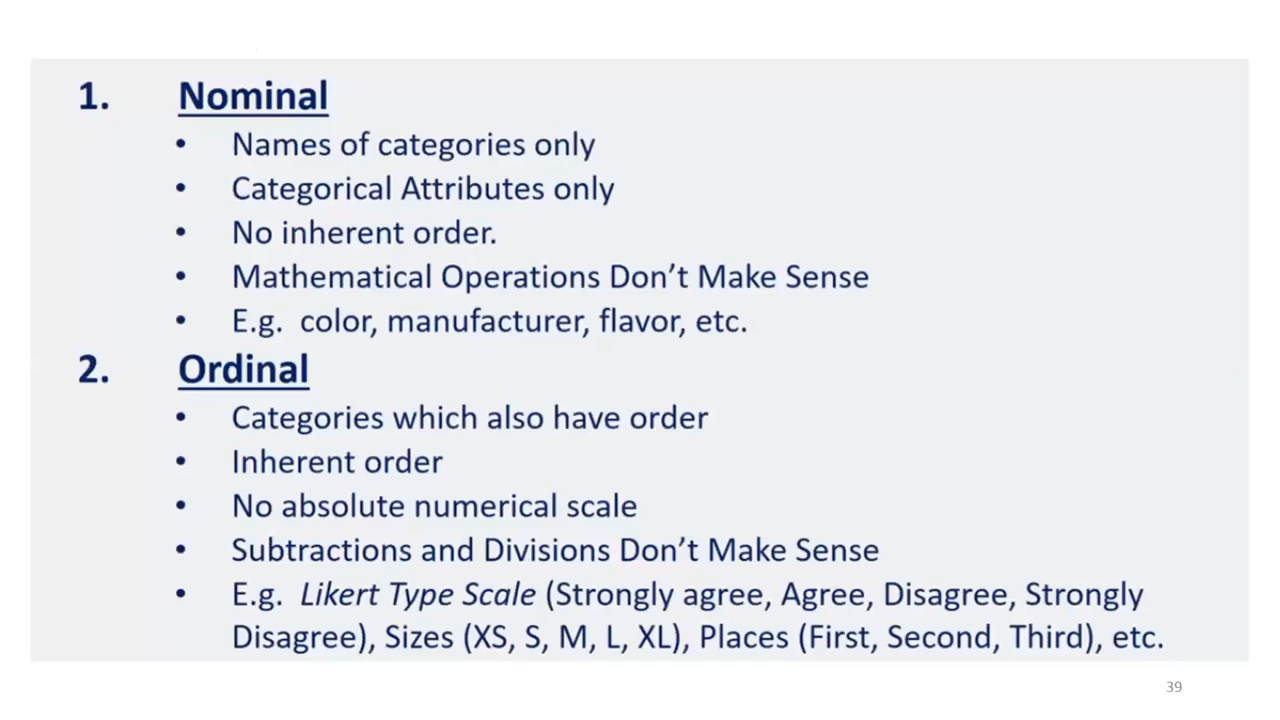 1. Nominal
• Names of categories only
• Categorical Attributes only
• No inherent order.
• Mathematical Operations Don’t Make Sense
• E.g. color, manufacturer, flavor, etc.
2. Ordinal
• Categories which also have order
• Inherent order
• No absolute numerical scale
• Subtractions and Divisions Don’t Make Sense
• E.g. Likert Type Scale (Strongly agree, Agree, Disagree, Strongly
Disagree), Sizes (XS, S, M, L, XL), Places (First, Second, Third), etc.
39